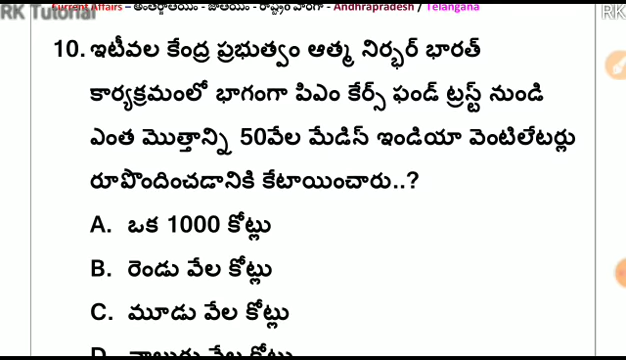 RK Tutorial
Current Affairs – అంతర్జాతీయం - జాతీయం - రాష్ట్రం వారిగా - Andhrapradesh / Telangana
RK
10. ఇటీవల కేంద్ర ప్రభుత్వం ఆత్మ నిర్భర్ భారత్
కార్యక్రమంలో భాగంగా పిఎం కేర్స్ ఫండ్ ట్రస్ట్ నుండి
ఎంత మొత్తాన్ని 50వేల మేడిన్ ఇండియా వెంటిలేటర్లు
రూపొందించడానికి కేటాయించారు..?
A. ఒక 1000 కోట్లు
B. రెండు వేల కోట్లు
C. మూడు వేల కోట్లు
D. నాలుగు వేల కోట్లు